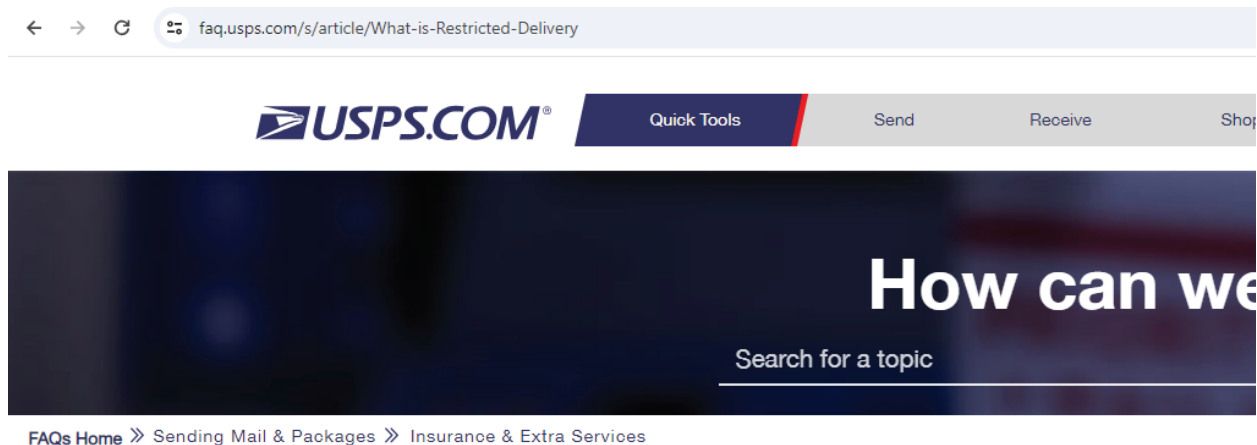 faq.usps.com/s/article/What-is-Restricted-Delivery
USPS.COM® Quick Tools Send Receive Shop
How can we
Search for a topic
FAQs Home » Sending Mail & Packages » Insurance & Extra Services